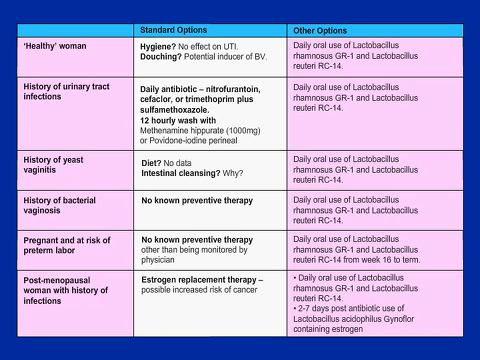 Standard Options
Other Options
‘Healthy’ woman
Hygiene? No effect on UTI.
Douching? Potential inducer of BV.
Daily oral use of Lactobacillus
rhamnosus GR-1 and Lactobacillus
reuteri RC-14.
History of urinary tract
infections
Daily antibiotic – nitrofurantoin,
cefaclor, or trimethoprim plus
sulfamethoxazole.
12 hourly wash with
Methenamine hippurate (1000mg)
or Povidone-iodine perineal
Daily oral use of Lactobacillus
rhamnosus GR-1 and Lactobacillus
reuteri RC-14.
History of yeast
vaginitis
Diet? No data
Intestinal cleansing? Why?
Daily oral use of Lactobacillus
rhamnosus GR-1 and Lactobacillus
reuteri RC-14.
History of bacterial
vaginosis
No known preventive therapy
Daily oral use of Lactobacillus
rhamnosus GR-1 and Lactobacillus
reuteri RC-14.
Pregnant and at risk of
preterm labor
No known preventive therapy
other than being monitored by
physician
Daily oral use of Lactobacillus
rhamnosus GR-1 and Lactobacillus
reuteri RC-14 from week 16 to term.
Post-menopausal
woman with history of
infections
Estrogen replacement therapy –
possible increased risk of cancer
• Daily oral use of Lactobacillus
rhamnosus GR-1 and Lactobacillus
reuteri RC-14.
• 2-7 days post antibiotic use of
Lactobacillus acidophilus Gynoflor
containing estrogen